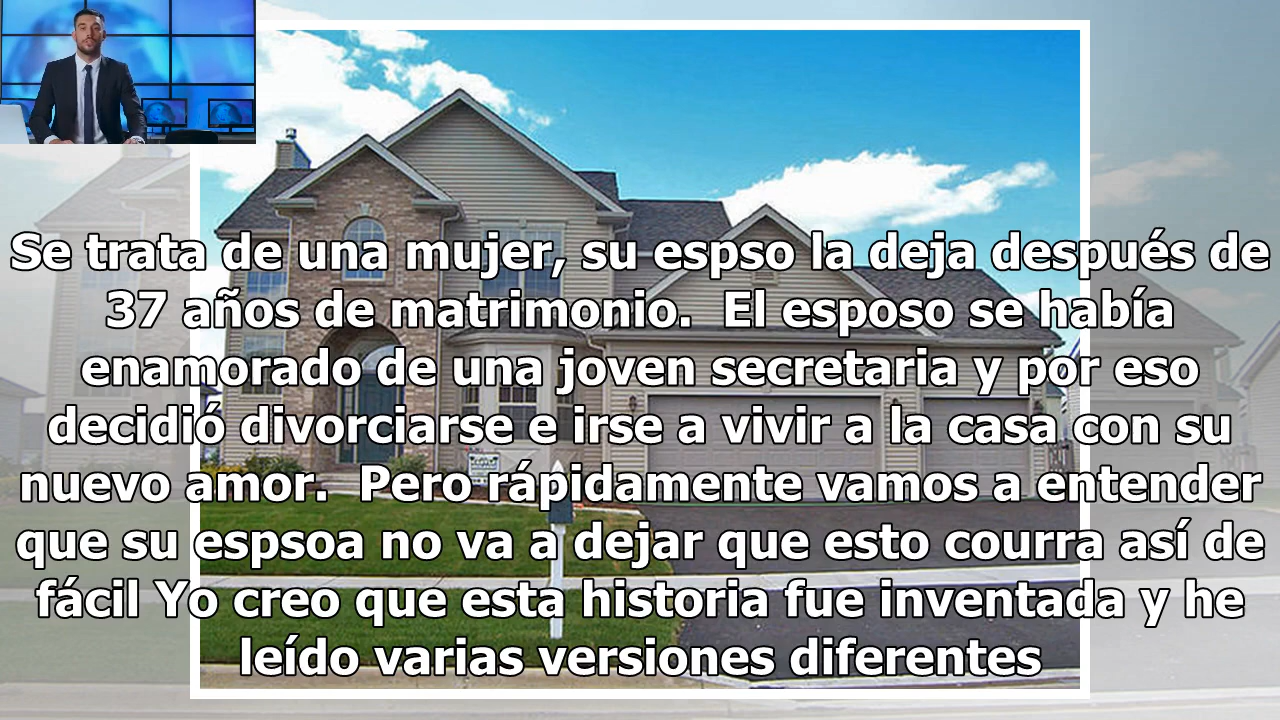 Se trata de una mujer, su espso la deja después de
37 años de matrimonio.  El esposo se había
enamorado de una joven secretaria y por eso
decidió divorciarse e irse a vivir a la casa con su
nuevo amor.  Pero rápidamente vamos a entender
que su espsoa no va a dejar que esto courra así de
fácil Yo creo que esta historia fue inventada y he
leído varias versiones diferentes